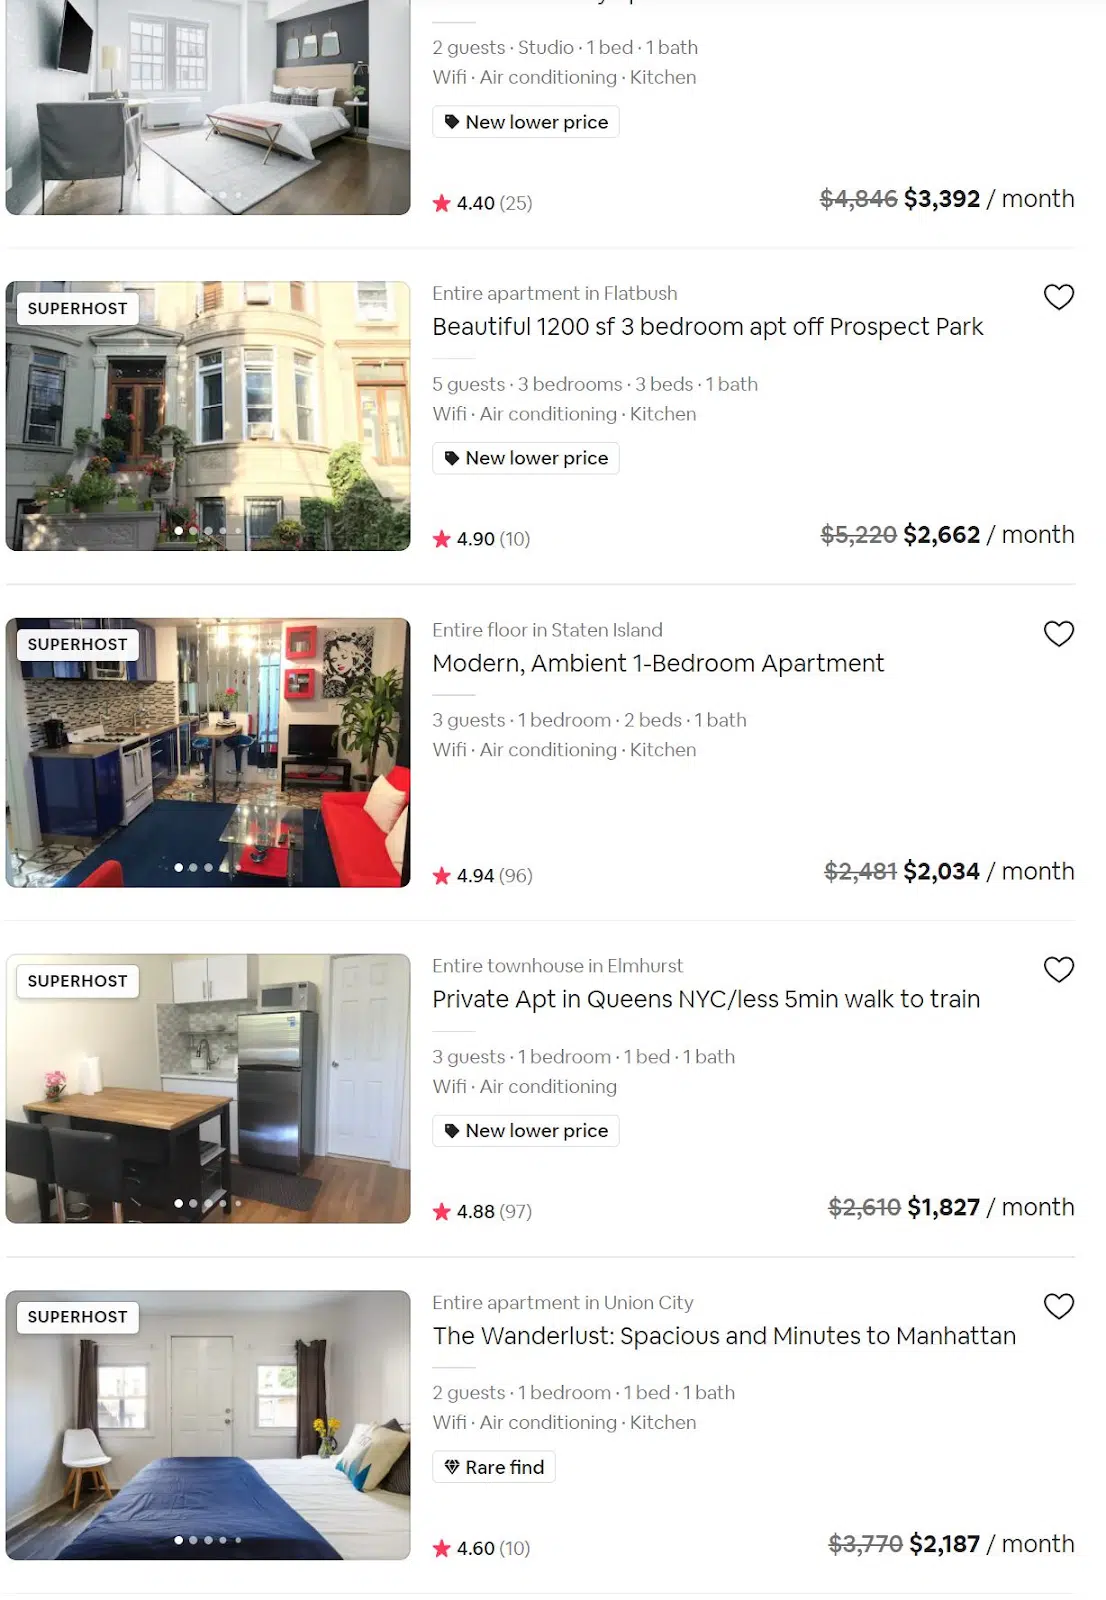 2 guests · Studio · 1 bed · 1 bath
Wifi · Air conditioning · Kitchen
New lower price
4.40 (25)
$4,846 $3,392 / month
SUPERHOST
Entire apartment in Flatbush
Beautiful 1200 sf 3 bedroom apt off Prospect Park
5 guests · 3 bedrooms · 3 beds · 1 bath
Wifi · Air conditioning · Kitchen
New lower price
4.90 (10)
$5,220 $2,662 / month
SUPERHOST
Entire floor in Staten Island
Modern, Ambient 1-Bedroom Apartment
3 guests · 1 bedroom · 2 beds · 1 bath
Wifi · Air conditioning · Kitchen
4.94 (96)
$2,481 $2,034 / month
SUPERHOST
Entire townhouse in Elmhurst
Private Apt in Queens NYC/less 5min walk to train
3 guests · 1 bedroom · 1 bed · 1 bath
Wifi · Air conditioning
New lower price
4.88 (97)
$2,610 $1,827 / month
SUPERHOST
Entire apartment in Union City
The Wanderlust: Spacious and Minutes to Manhattan
2 guests · 1 bedroom · 1 bed · 1 bath
Wifi · Air conditioning · Kitchen
Rare find
4.60 (10)
$3,770 $2,187 / month